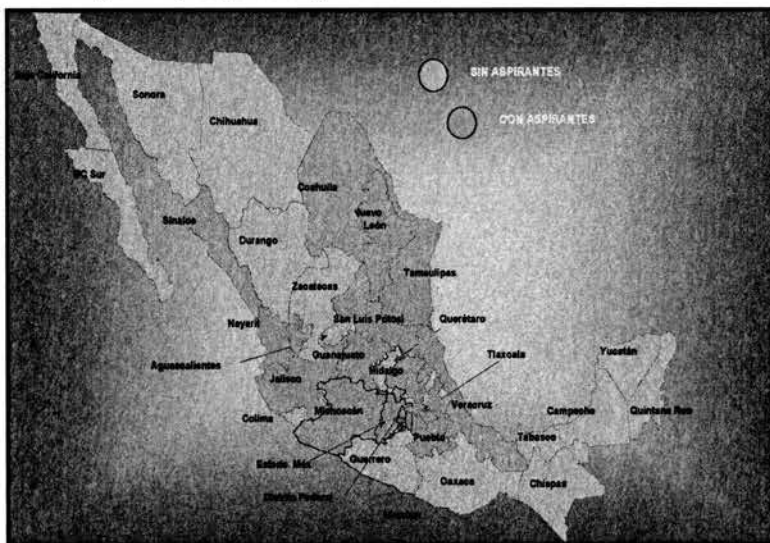 Baja California
Sonora
Chihuahua
SIN ASPIRANTES
CON ASPIRANTES
BC Sur
Coahuila
Sinaloa
Nuevo
León
Durango
Tamaulipas
Zacatecas
Nayarit
San Luis Potosí
Querétaro
Aguascalientes
Guanajuato
Hidalgo
Tlaxcala
Yucatán
Jalisco
Michoacán
Veracruz
Campeche
Quintana Roo
Colima
Puebla
Tabasco
Estado. Méx
Guerrero
Oaxaca
Chiapas
Distrito Federal